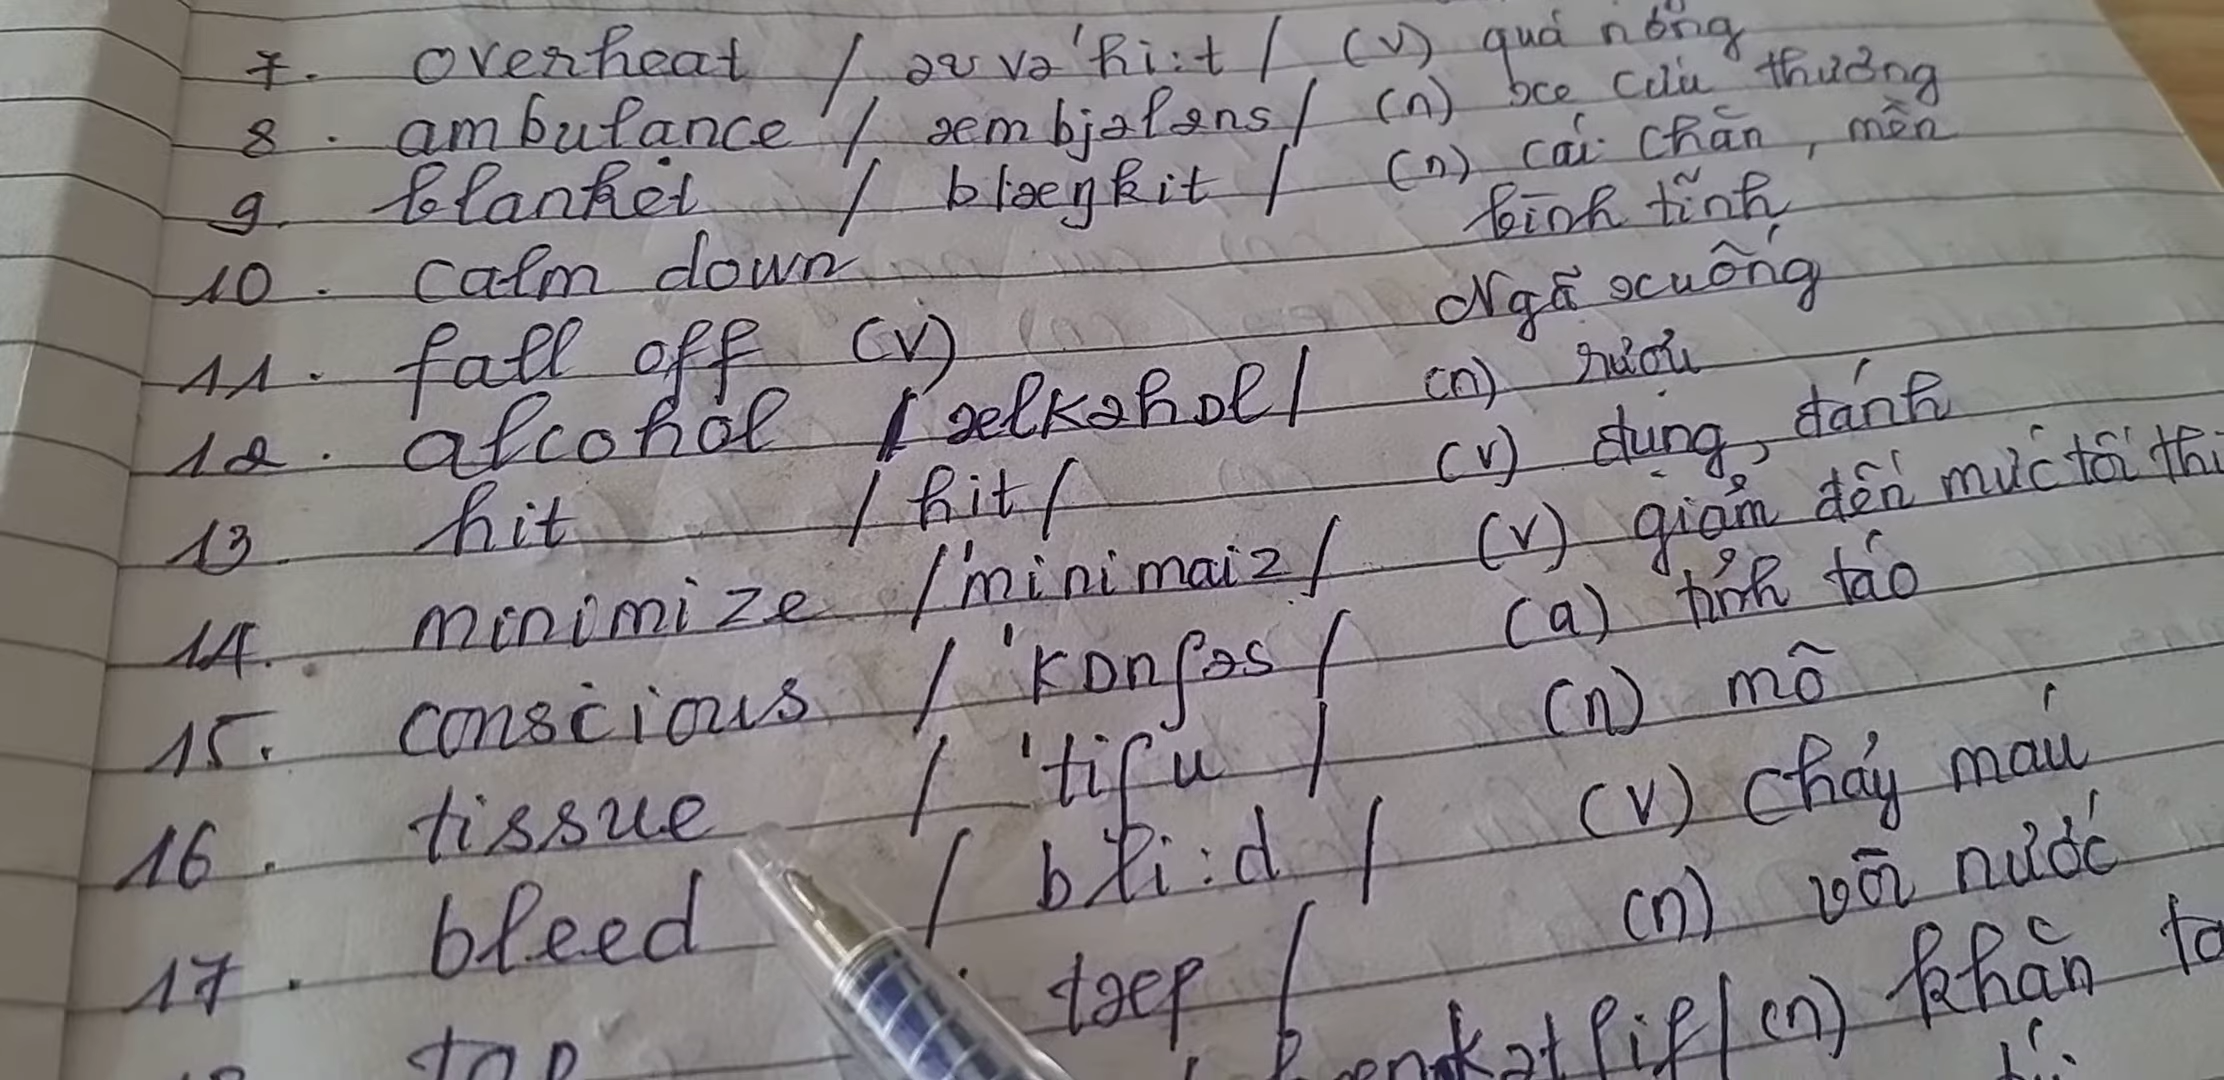 7. overheat / əʊvə'hi:t / (v) quá nóng
8. ambulance / æmbjələns / (n) xe cứu thương
9. blanket / blæŋkit / (n) cái chăn, mền
10. calm down bình tĩnh
11. fall off (v) Ngã xuống
12. alcohol / ælkəhɒl / (n) rượu
13. hit / hit / (v) đụng, đánh
14. minimize /'minimaiz / (v) giảm đến mức tối
15. conscious / 'kɒnʃəs / (a) tỉnh táo
16. tissue / 'tiʃu / (n) mô
17. bleed / bli:d / (v) chảy máu
tap tæp / (n) vòi nước
(n) khăn